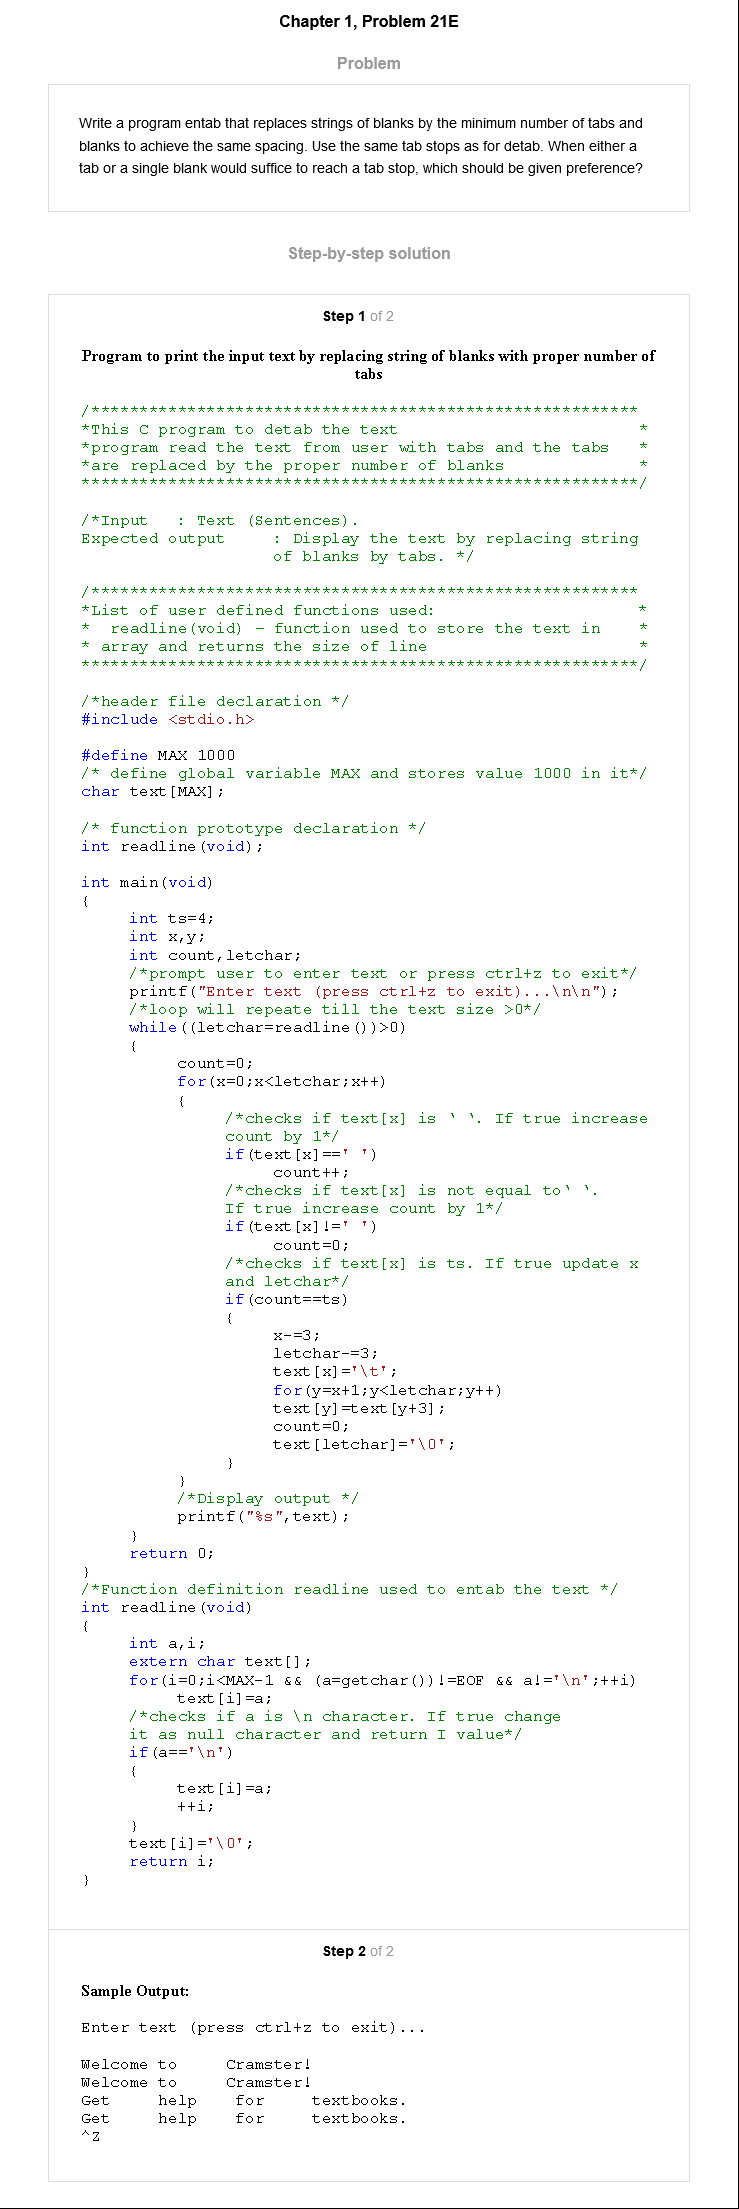 Chapter 1, Problem 21E
Problem
Write a program entab that replaces strings of blanks by the minimum number of tabs and
blanks to achieve the same spacing. Use the same tab stops as for detab. When either a
tab or a single blank would suffice to reach a tab stop, which should be given preference?
Step-by-step solution
Step 1 of 2
Program to print the input text by replacing string of blanks with proper number of
tabs
/*********************************************************
*This C program to detab the text                         *
*program read the text from user with tabs and the tabs   *
*are replaced by the proper number of blanks              *
**********************************************************/
/*Input   : Text (Sentences).
Expected output     : Display the text by replacing string
                    of blanks by tabs. */
/*********************************************************
*List of user defined functions used:                     *
*  readline(void) – function used to store the text in    *
* array and returns the size of line                      *
**********************************************************/
/*header file declaration */
#include <stdio.h>
#define MAX 1000
/* define global variable MAX and stores value 1000 in it*/
char text[MAX];
/* function prototype declaration */
int readline(void);
int main(void)
{
     int ts=4;
     int x,y;
     int count,letchar;
     /*prompt user to enter text or press ctrl+z to exit*/
     printf("Enter text (press ctrl+z to exit)...\n\n");
     /*loop will repeate till the text size >0*/
     while((letchar=readline())>0)
     {
          count=0;
          for(x=0;x<letchar;x++)
          {
               /*checks if text[x] is ‘ ‘. If true increase
               count by 1*/
               if(text[x]==' ')
                    count++;
               /*checks if text[x] is not equal to‘ ‘.
               If true increase count by 1*/
               if(text[x]!=' ')
                    count=0;
               /*checks if text[x] is ts. If true update x
               and letchar*/
               if(count==ts)
               {
                    x-=3;
                    letchar-=3;
                    text[x]='\t';
                    for(y=x+1;y<letchar;y++)
                    text[y]=text[y+3];
                    count=0;
                    text[letchar]='\0';
               }
          }
          /*Display output */
          printf("%s",text);
     }
     return 0;
}
/*Function definition readline used to entab the text */
int readline(void)
{
     int a,i;
     extern char text[];
     for(i=0;i<MAX-1 && (a=getchar())!=EOF && a!='\n';++i)
          text[i]=a;
     /*checks if a is \n character. If true change
     it as null character and return I value*/
     if(a=='\n')
     {
          text[i]=a;
          ++i;
     }
     text[i]='\0';
     return i;
}
Step 2 of 2
Sample Output:
Enter text (press ctrl+z to exit)...
Welcome to     Cramster!
Welcome to     Cramster!
Get     help    for     textbooks.
Get     help    for     textbooks.
^Z